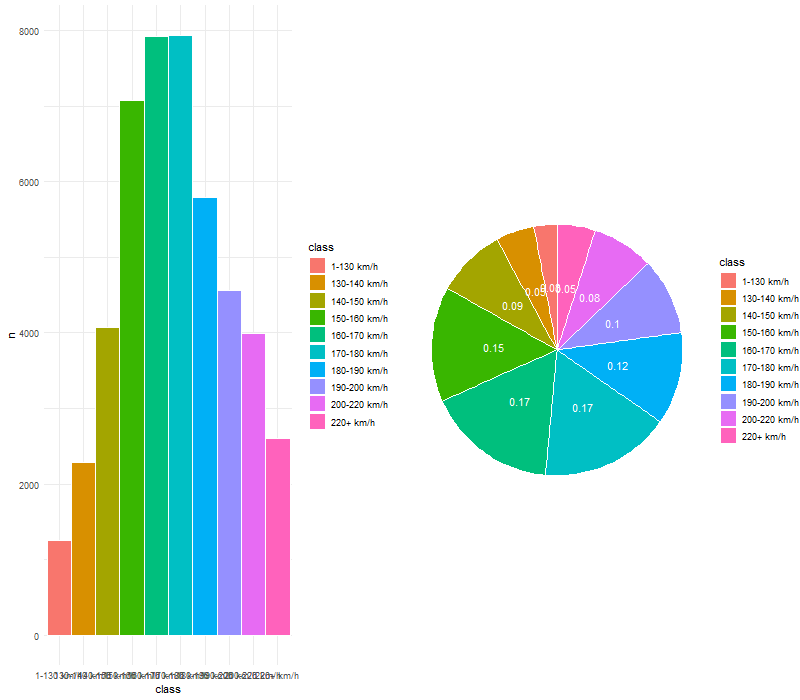 8000
6000
4000
2000
0
n
class
class
1-130 km/h
130-140 km/h
140-150 km/h
150-160 km/h
160-170 km/h
170-180 km/h
180-190 km/h
190-200 km/h
200-220 km/h
220+ km/h
0.05
0.05
0.08
0.09
0.1
0.15
0.12
0.17
0.17
class
1-130 km/h
130-140 km/h
140-150 km/h
150-160 km/h
160-170 km/h
170-180 km/h
180-190 km/h
190-200 km/h
200-220 km/h
220+ km/h